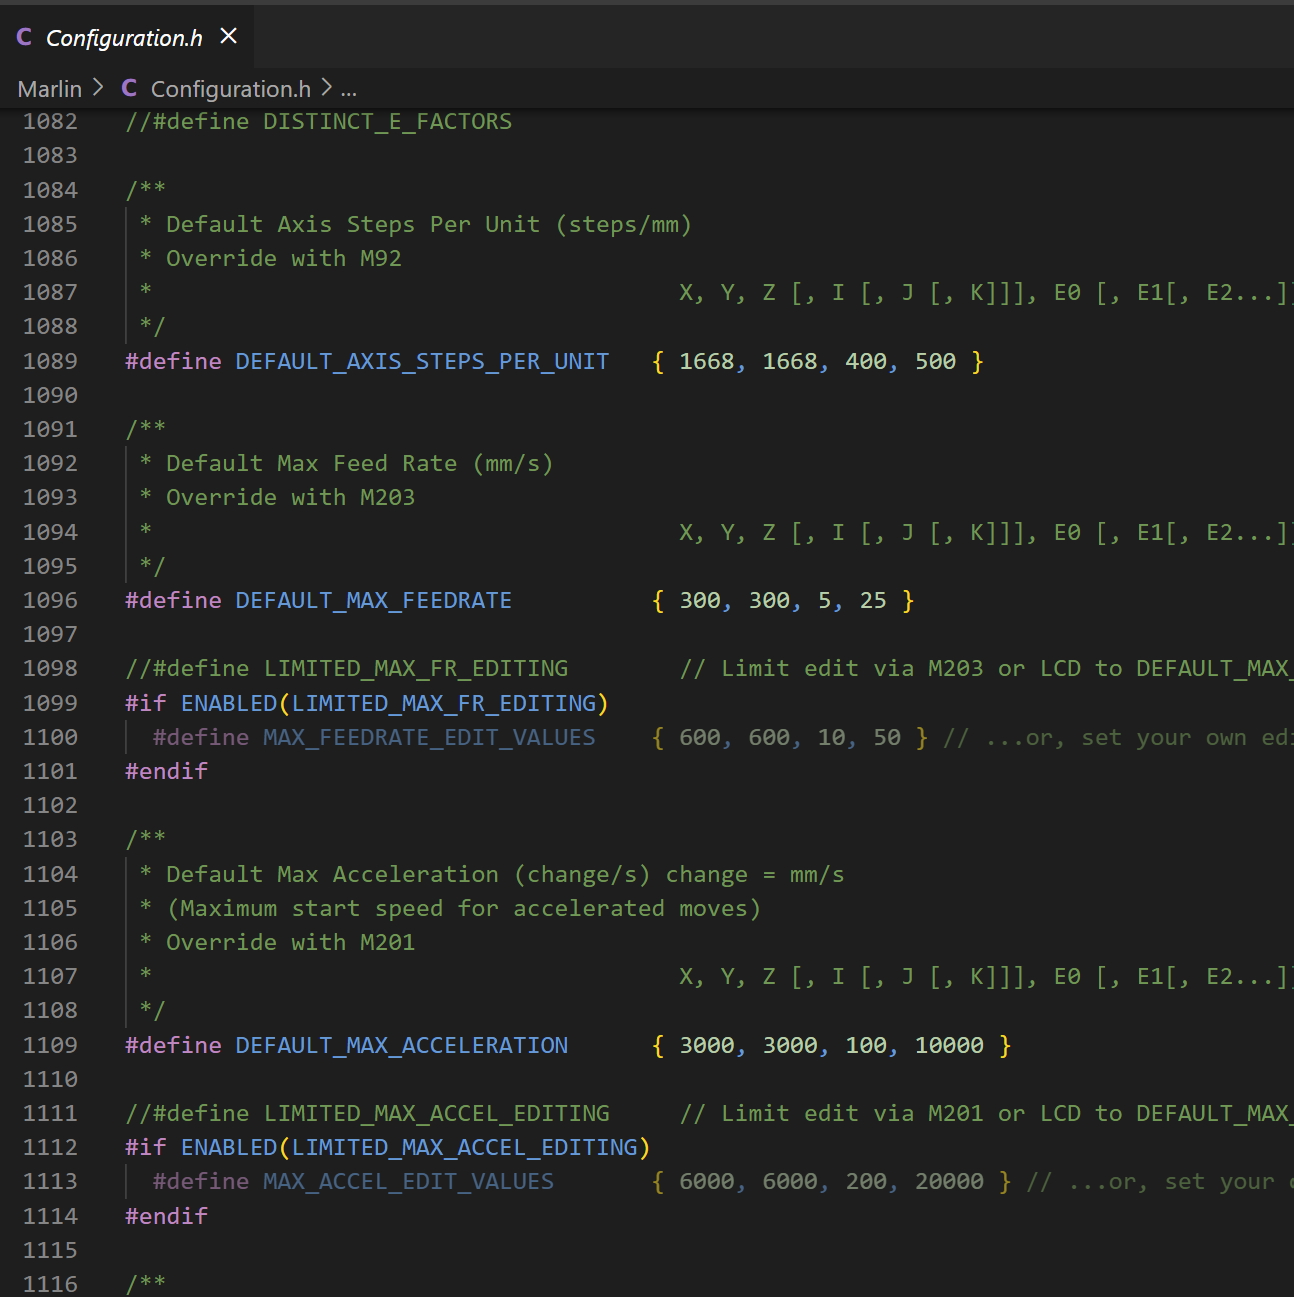 C Configuration.h ×
Marlin > C Configuration.h > ...
1082 //#define DISTINCT_E_FACTORS
1083
1084 /**
1085 * Default Axis Steps Per Unit (steps/mm)
1086 * Override with M92
1087 * X, Y, Z [, I [, J [, K]]], E0 [, E1[, E2...]]
1088 */
1089 #define DEFAULT_AXIS_STEPS_PER_UNIT { 1668, 1668, 400, 500 }
1090
1091 /**
1092 * Default Max Feed Rate (mm/s)
1093 * Override with M203
1094 * X, Y, Z [, I [, J [, K]]], E0 [, E1[, E2...]]
1095 */
1096 #define DEFAULT_MAX_FEEDRATE { 300, 300, 5, 25 }
1097
1098 //#define LIMITED_MAX_FR_EDITING // Limit edit via M203 or LCD to DEFAULT_MAX_
1099 #if ENABLED(LIMITED_MAX_FR_EDITING)
1100 #define MAX_FEEDRATE_EDIT_VALUES { 600, 600, 10, 50 } // ...or, set your own edi
1101 #endif
1102
1103 /**
1104 * Default Max Acceleration (change/s) change = mm/s
1105 * (Maximum start speed for accelerated moves)
1106 * Override with M201
1107 * X, Y, Z [, I [, J [, K]]], E0 [, E1[, E2...]]
1108 */
1109 #define DEFAULT_MAX_ACCELERATION { 3000, 3000, 100, 10000 }
1110
1111 //#define LIMITED_MAX_ACCEL_EDITING // Limit edit via M201 or LCD to DEFAULT_MAX_
1112 #if ENABLED(LIMITED_MAX_ACCEL_EDITING)
1113 #define MAX_ACCEL_EDIT_VALUES { 6000, 6000, 200, 20000 } // ...or, set your
1114 #endif
1115
1116 /**